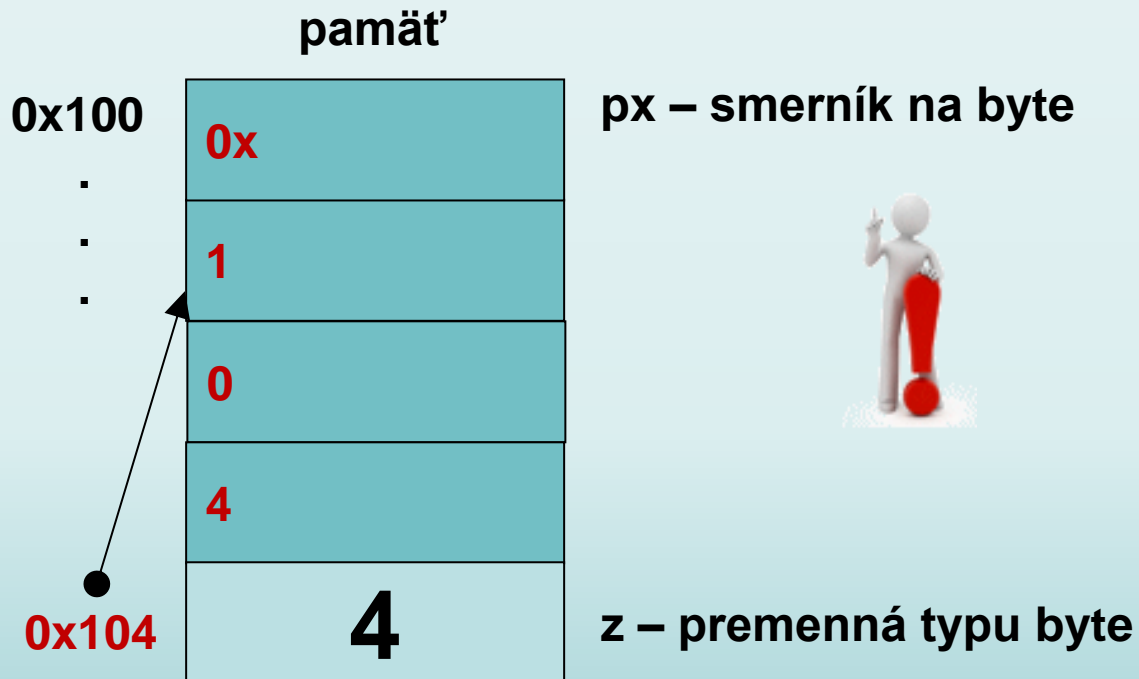 pamäť
0x100
.
.
.
0x104
0x
1
0
4
4
px – smerník na byte
z – premenná typu byte